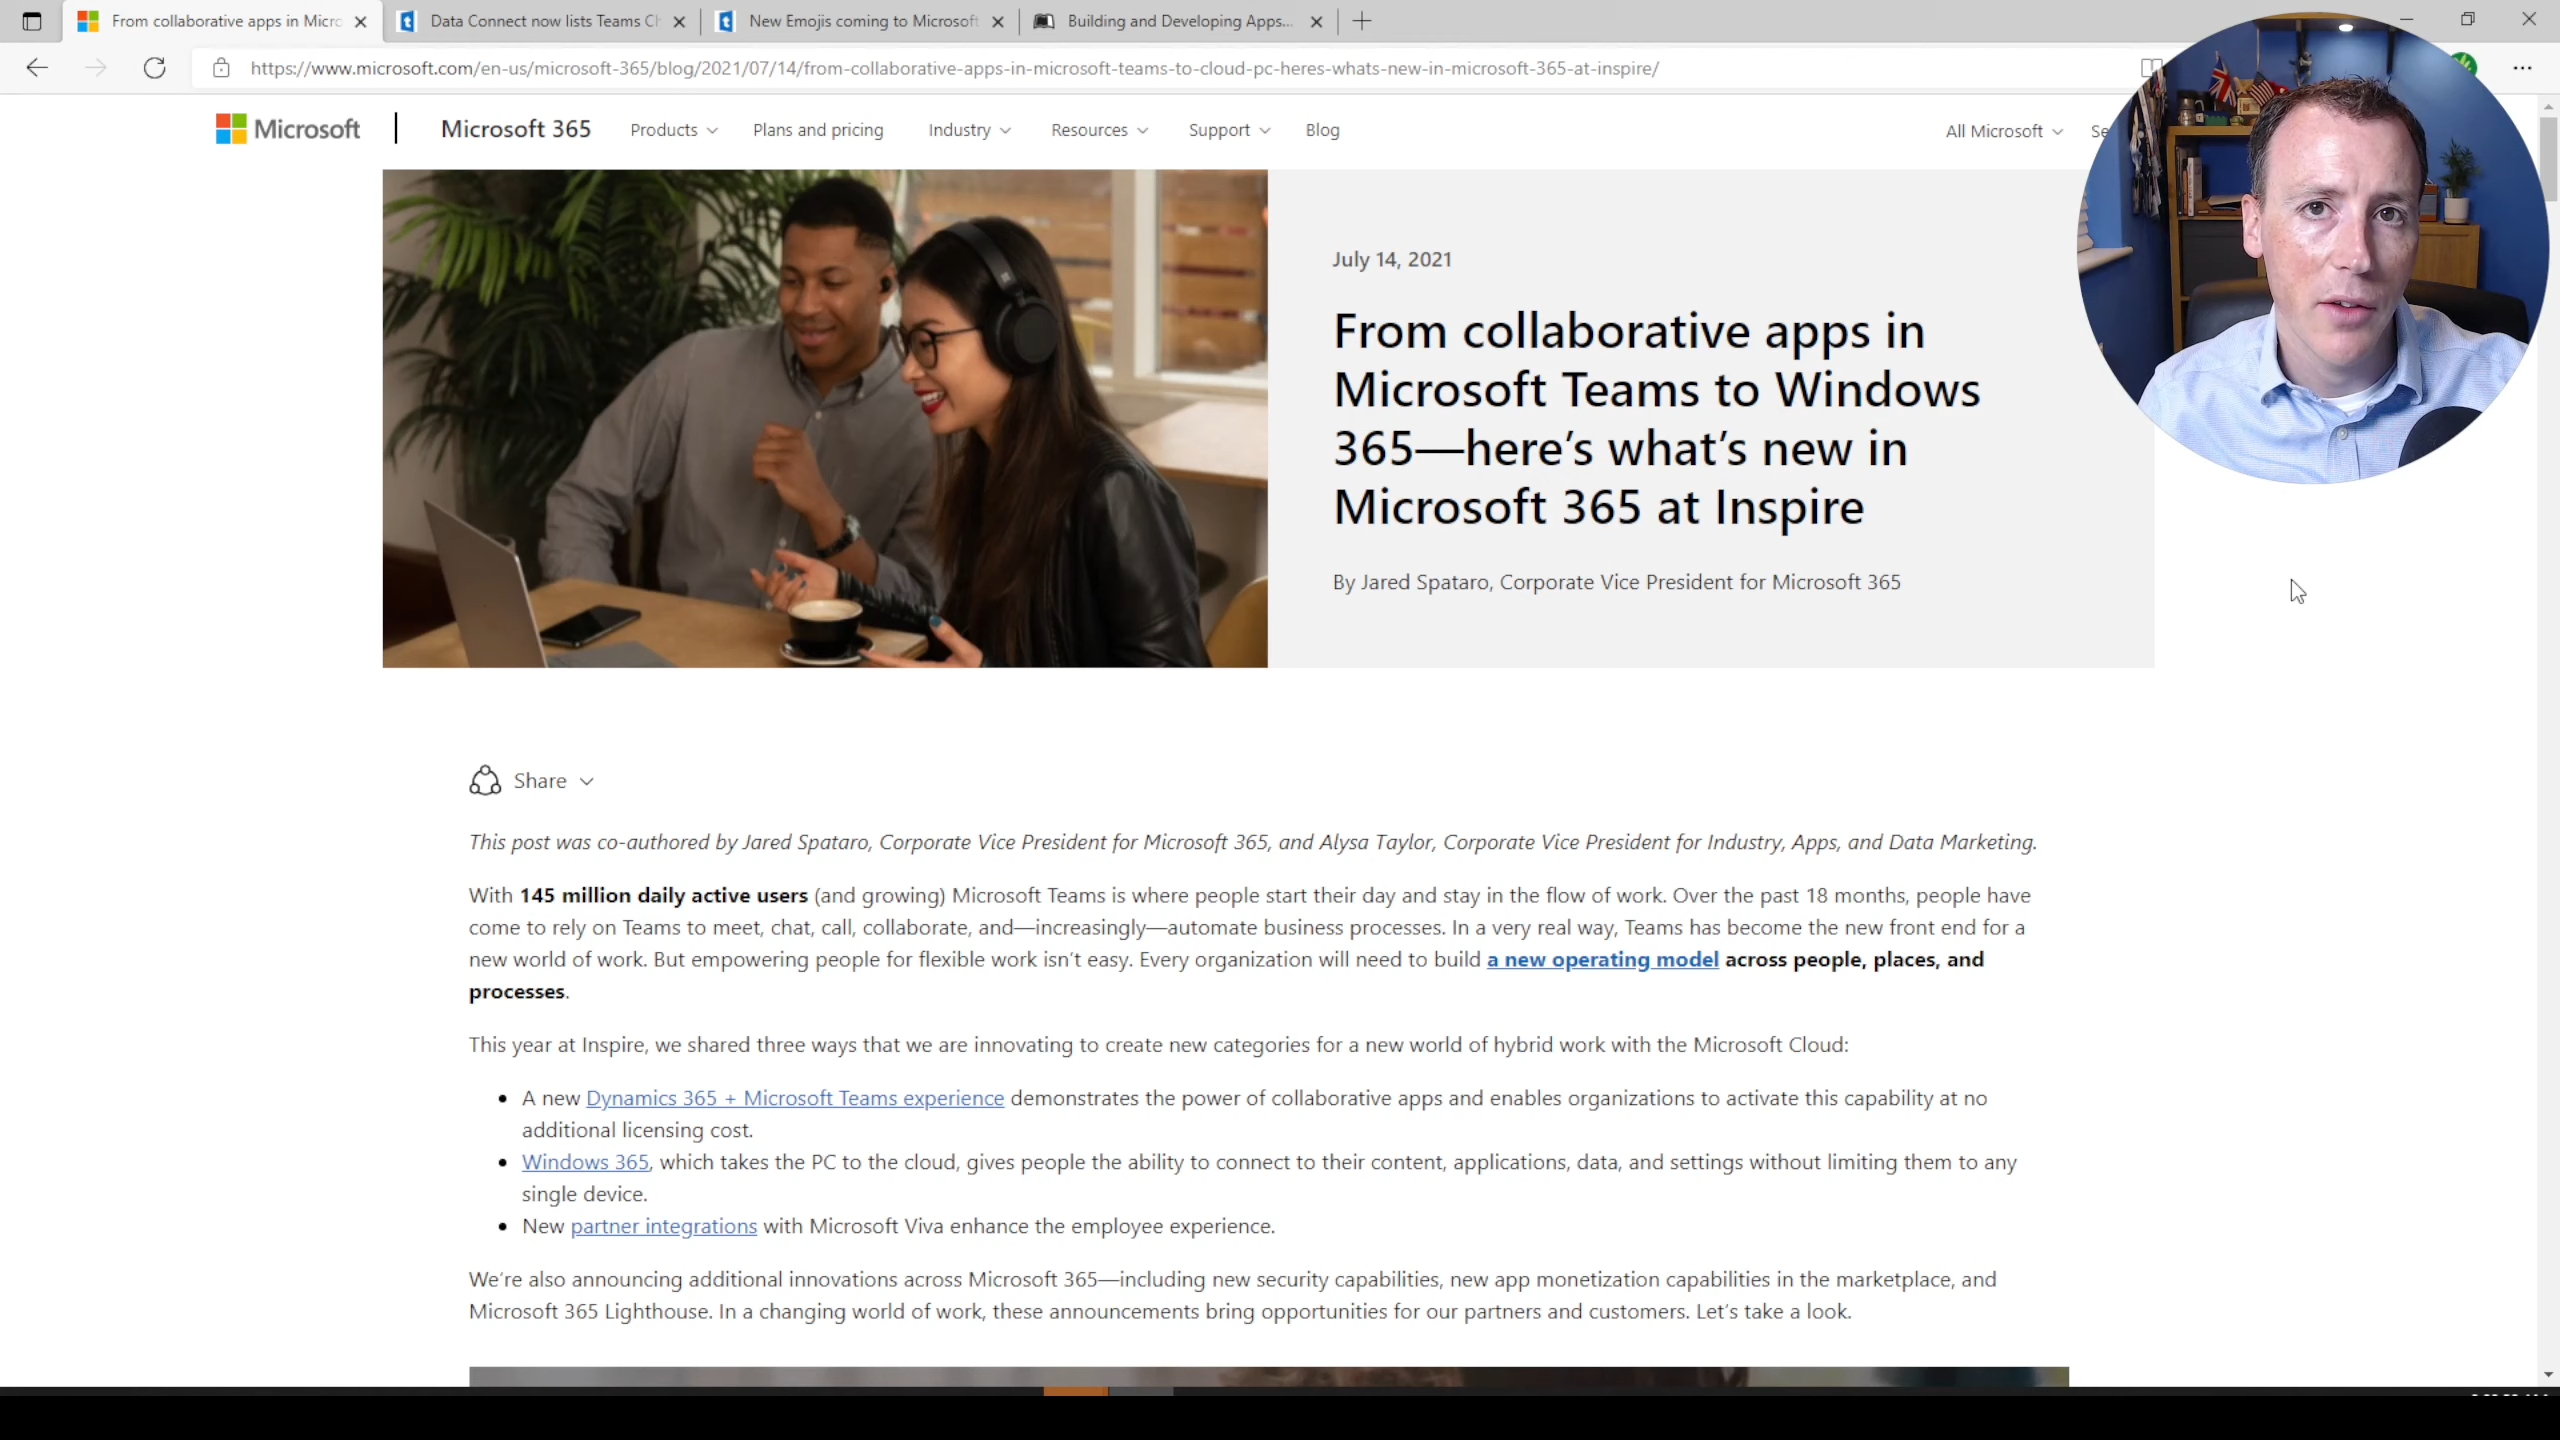 From collaborative apps in Micro
Data Connect now lists Teams Ch
New Emojis coming to Microsoft
Building and Developing Apps...
https://www.microsoft.com/en-us/microsoft-365/blog/2021/07/14/from-collaborative-apps-in-microsoft-teams-to-cloud-pc-heres-whats-new-in-microsoft-365-at-inspire/
Microsoft
Microsoft 365
Products
Plans and pricing
Industry
Resources
Support
Blog
All Microsoft
July 14, 2021
From collaborative apps in
Microsoft Teams to Windows
365—here’s what’s new in
Microsoft 365 at Inspire
By Jared Spataro, Corporate Vice President for Microsoft 365
Share
This post was co-authored by Jared Spataro, Corporate Vice President for Microsoft 365, and Alysa Taylor, Corporate Vice President for Industry, Apps, and Data Marketing.
With 145 million daily active users (and growing) Microsoft Teams is where people start their day and stay in the flow of work. Over the past 18 months, people have
come to rely on Teams to meet, chat, call, collaborate, and—increasingly—automate business processes. In a very real way, Teams has become the new front end for a
new world of work. But empowering people for flexible work isn’t easy. Every organization will need to build a new operating model across people, places, and
processes.
This year at Inspire, we shared three ways that we are innovating to create new categories for a new world of hybrid work with the Microsoft Cloud:
• A new Dynamics 365 + Microsoft Teams experience demonstrates the power of collaborative apps and enables organizations to activate this capability at no
additional licensing cost.
• Windows 365, which takes the PC to the cloud, gives people the ability to connect to their content, applications, data, and settings without limiting them to any
single device.
• New partner integrations with Microsoft Viva enhance the employee experience.
We’re also announcing additional innovations across Microsoft 365—including new security capabilities, new app monetization capabilities in the marketplace, and
Microsoft 365 Lighthouse. In a changing world of work, these announcements bring opportunities for our partners and customers. Let’s take a look.